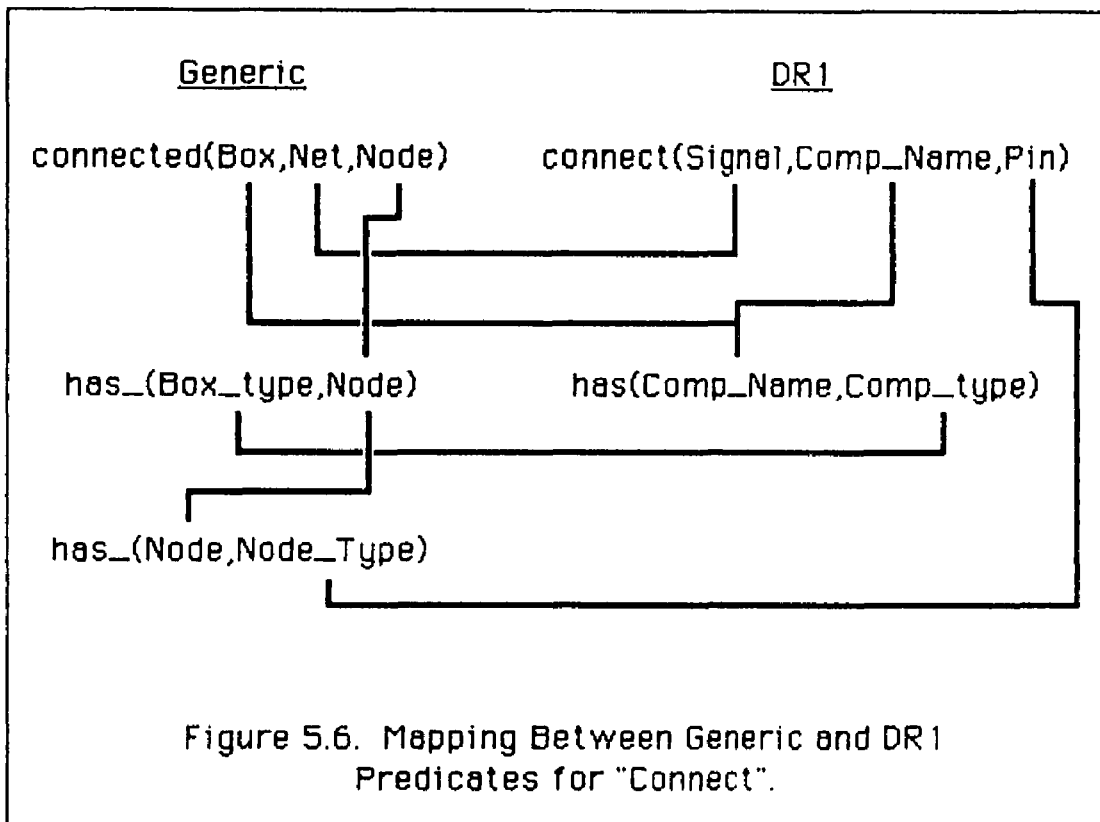 Generic DR1
connected(Box,Net,Node) connect(Signal,Comp_Name,Pin)
has_(Box_type,Node) has(Comp_Name,Comp_type)
has_(Node,Node_Type)
Figure 5.6. Mapping Between Generic and DR1
Predicates for "Connect".